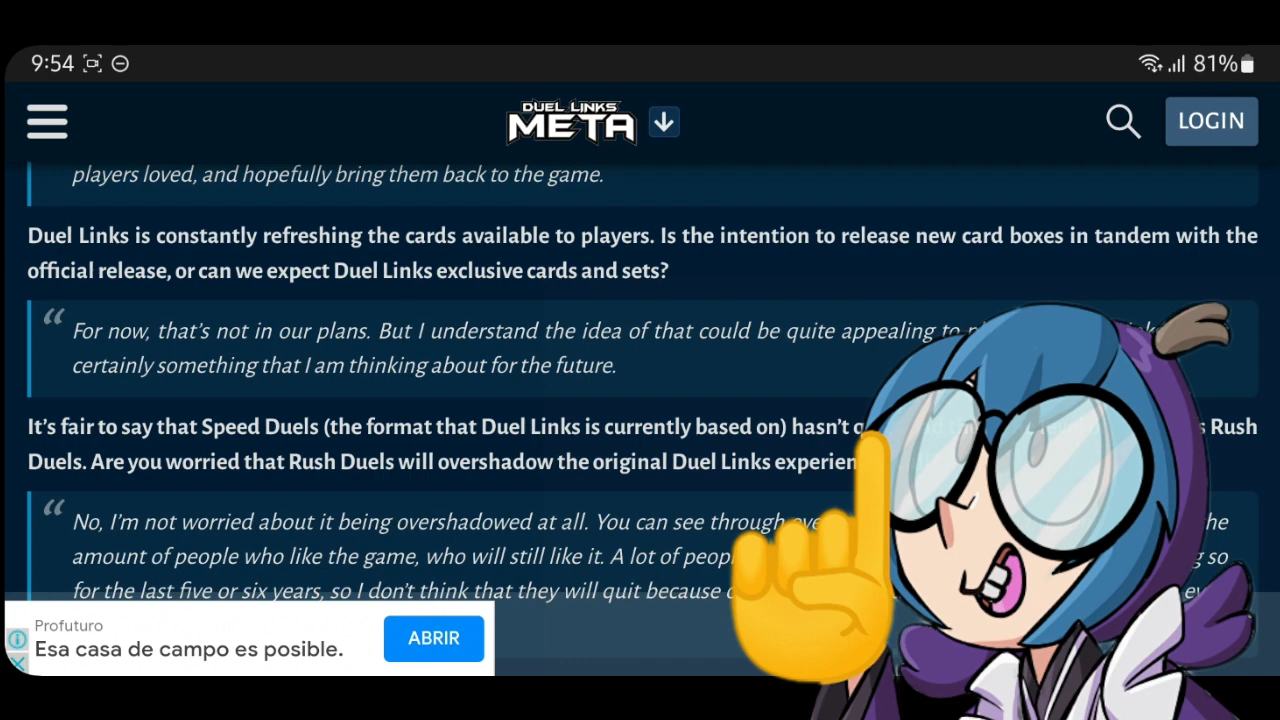 9:54
81%
DUEL LINKS
META
LOGIN
players loved, and hopefully bring them back to the game.
Duel Links is constantly refreshing the cards available to players. Is the intention to release new card boxes in tandem with the
official release, or can we expect Duel Links exclusive cards and sets?
“ For now, that's not in our plans. But I understand the idea of that could be quite appealing to
certainly something that I am thinking about for the future.
It's fair to say that Speed Duels (the format that Duel Links is currently based on) hasn't Rush
Duels. Are you worried that Rush Duels will overshadow the original Duel Links
“ No, I'm not worried about it being overshadowed at all. You can see through
amount of people who like the game, who will still like it. A lot of so
for the last five or six years, so I don't think that they will quit because
Profuturo
Esa casa de campo es posible.
ABRIR